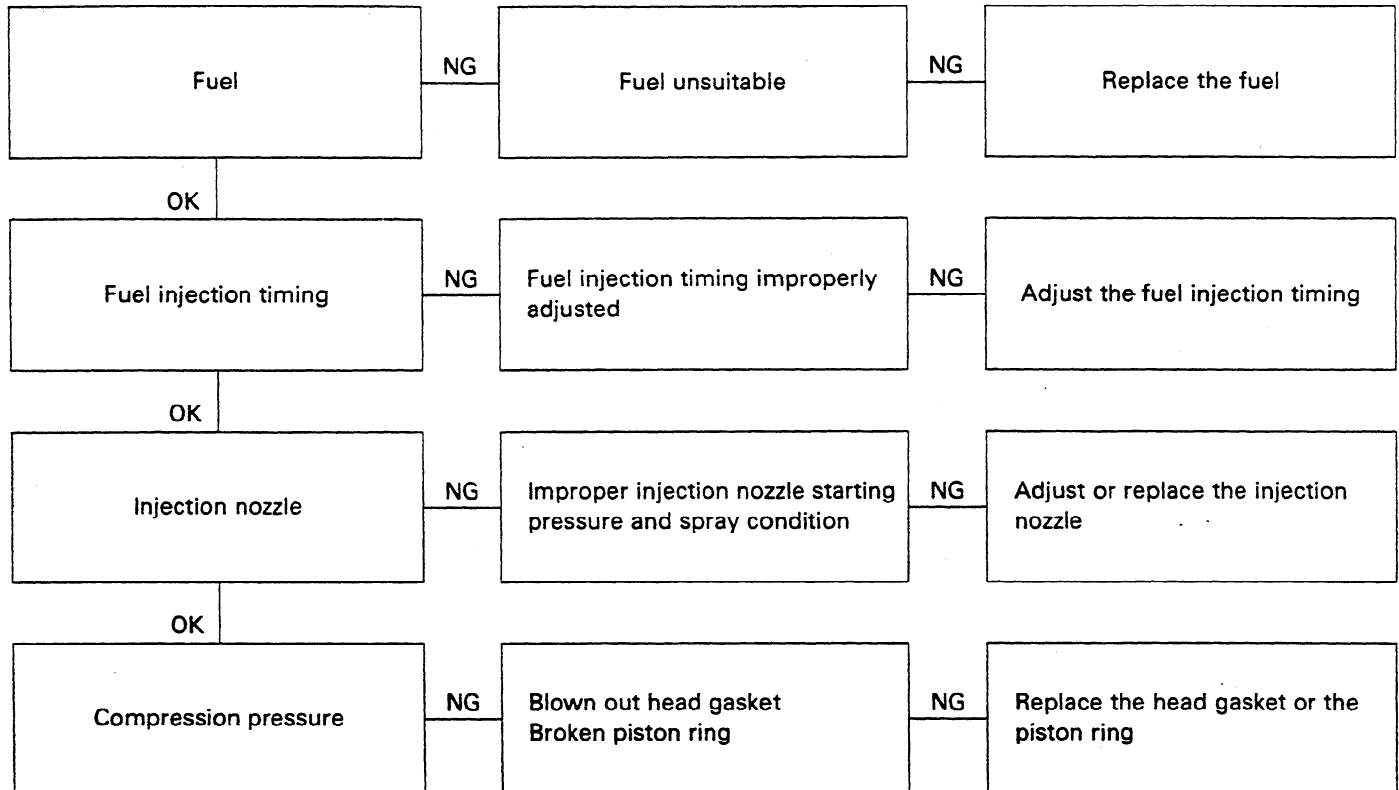 Fuel
NG
Fuel unsuitable
NG
Replace the fuel
OK
Fuel injection timing
NG
Fuel injection timing improperly
adjusted
NG
Adjust the fuel injection timing
OK
Injection nozzle
NG
Improper injection nozzle starting
pressure and spray condition
NG
Adjust or replace the injection
nozzle
OK
Compression pressure
NG
Blown out head gasket
Broken piston ring
NG
Replace the head gasket or the
piston ring